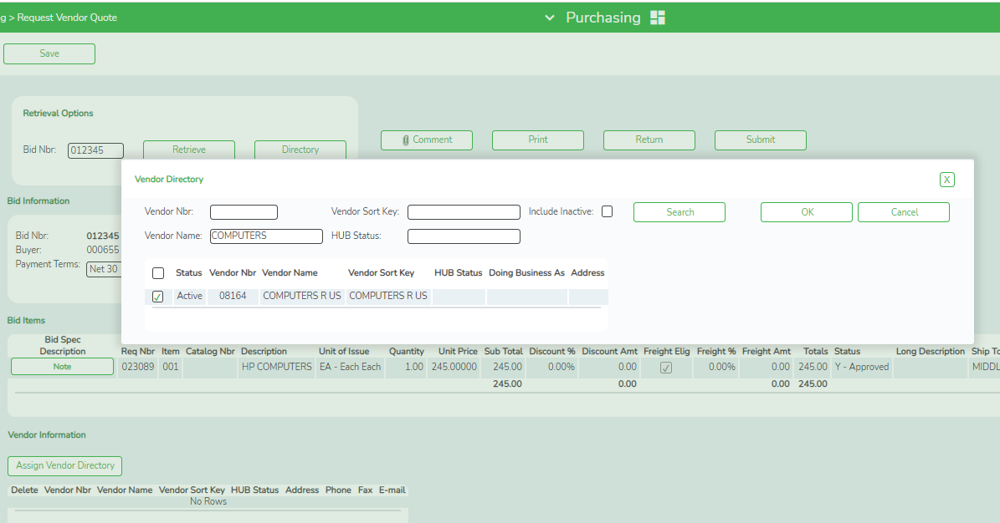 g > Request Vendor Quote
Purchasing
Save
Retrieval Options
Bid Nbr: 012345 Retrieve Directory
Comment Print Return Submit
Vendor Directory X
Vendor Nbr: Vendor Sort Key: Include Inactive: Search OK Cancel
Vendor Name: COMPUTERS HUB Status:
Status Vendor Nbr Vendor Name Vendor Sort Key HUB Status Doing Business As Address
Active 08164 COMPUTERS R US COMPUTERS R US
Bid Information
Bid Nbr: 012345
Buyer: 000655
Payment Terms: Net 30
Bid Items
Bid Spec
Description Req Nbr Item Catalog Nbr Description Unit of Issue Quantity Unit Price Sub Total Discount % Discount Amt Freight Elig Freight % Freight Amt Totals Status Long Description Ship To
Note 023089 001 HP COMPUTERS EA - Each Each 1.00 245.00000 245.00 0.00% 0.00 0.00% 0.00 245.00 Y - Approved MIDDL
245.00 0.00 0.00 245.00
Vendor Information
Assign Vendor Directory
Delete Vendor Nbr Vendor Name Vendor Sort Key HUB Status Address Phone Fax E-mail
No Rows